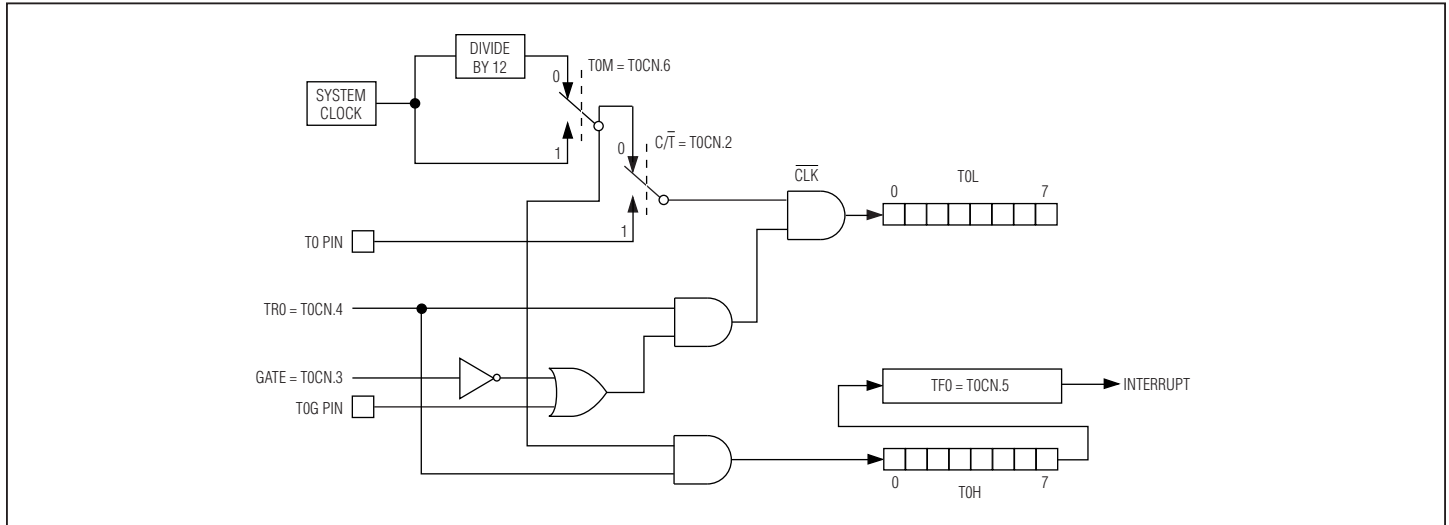 DIVIDE
BY 12
T0M = T0CN.6
0
SYSTEM
CLOCK
1
C/T̅ = T0CN.2
0
C̅L̅K̅
T0L
0 7
T0 PIN
1
TR0 = T0CN.4
GATE = T0CN.3
T0G PIN
TF0 = T0CN.5
INTERRUPT
0 7
T0H